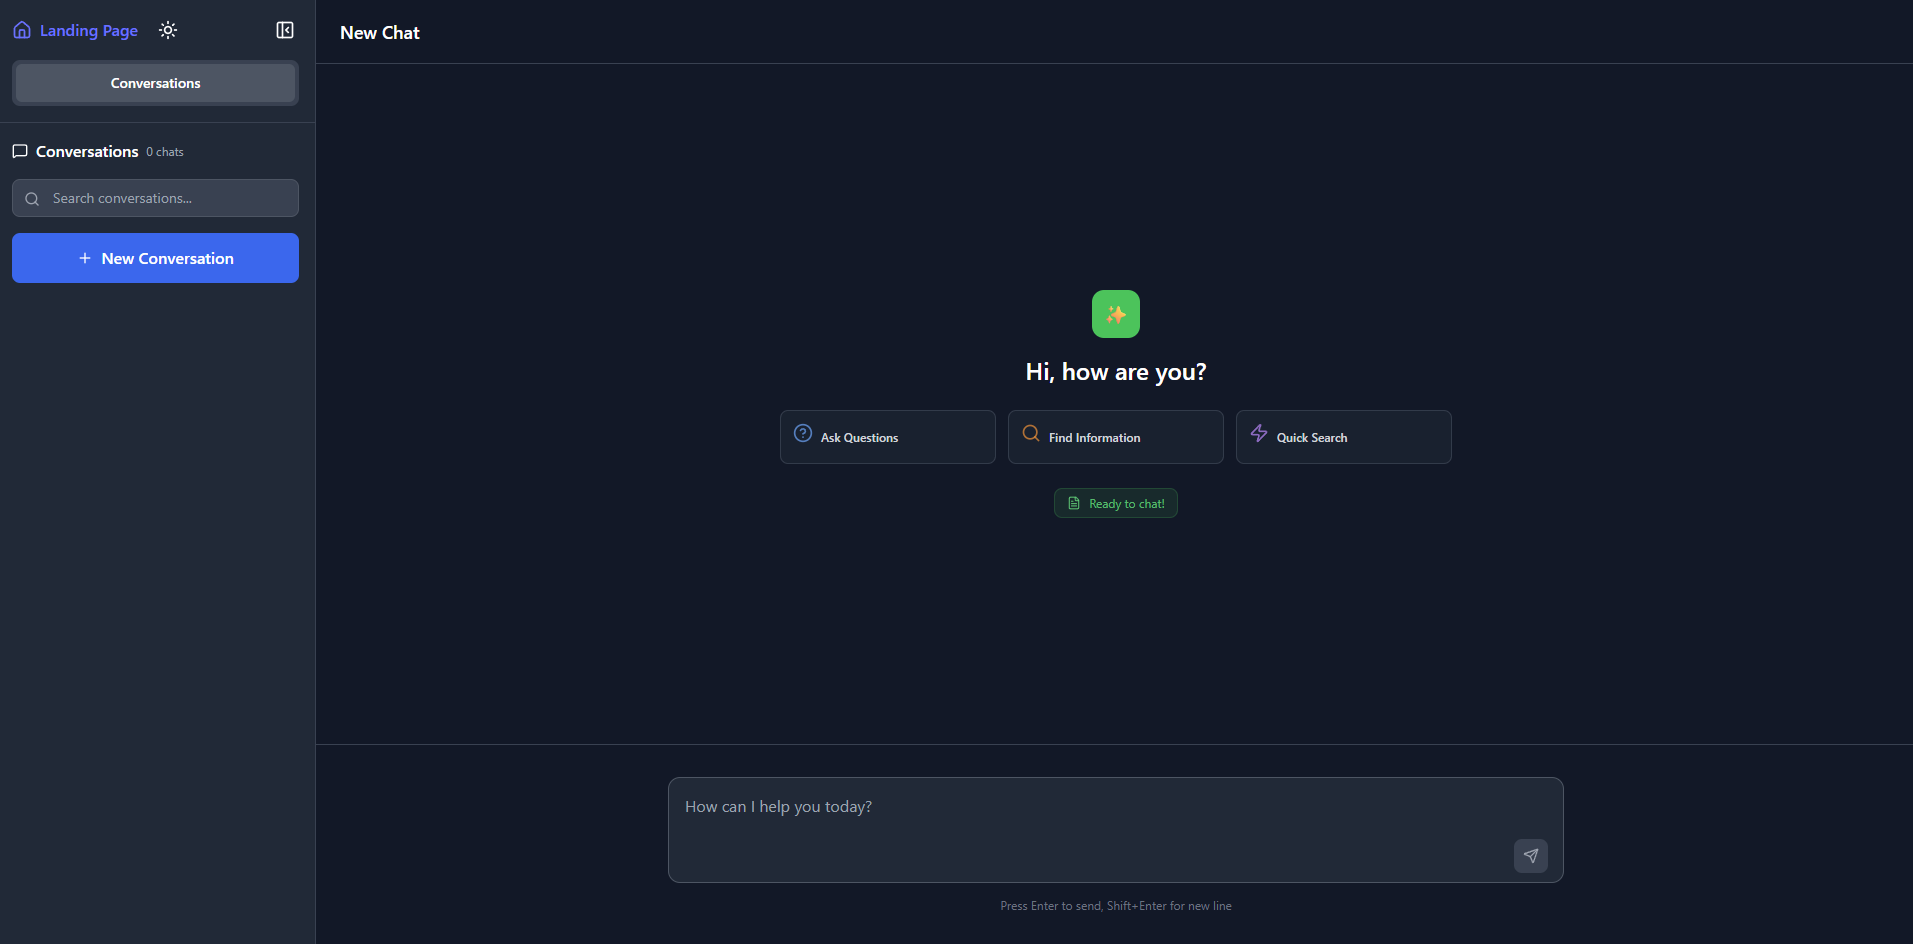 Landing Page
Conversations
Conversations 0 chats
Search conversations...
New Conversation
New Chat
Hi, how are you?
Ask Questions
Find Information
Quick Search
Ready to chat!
How can I help you today?
Press Enter to send, Shift+Enter for new line